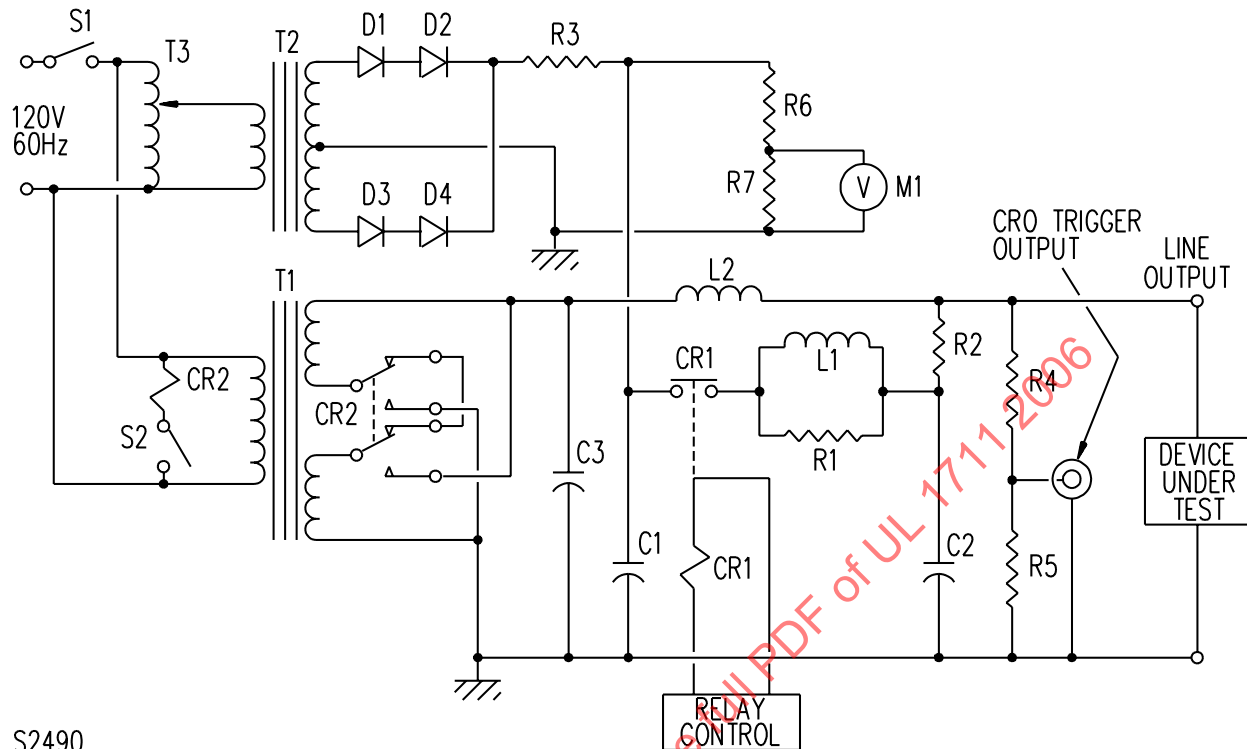 S1
T3
T2
D1
D2
R3
120V
60Hz
R6
R7
V
M1
D3
D4
CRO TRIGGER
OUTPUT
LINE
OUTPUT
T1
L2
CR2
S2
CR2
CR1
L1
R1
R2
R4
C3
DEVICE
UNDER
TEST
C1
CR1
C2
R5
RELAY
CONTROL
S2490
e full PDF of UL 1711 2006